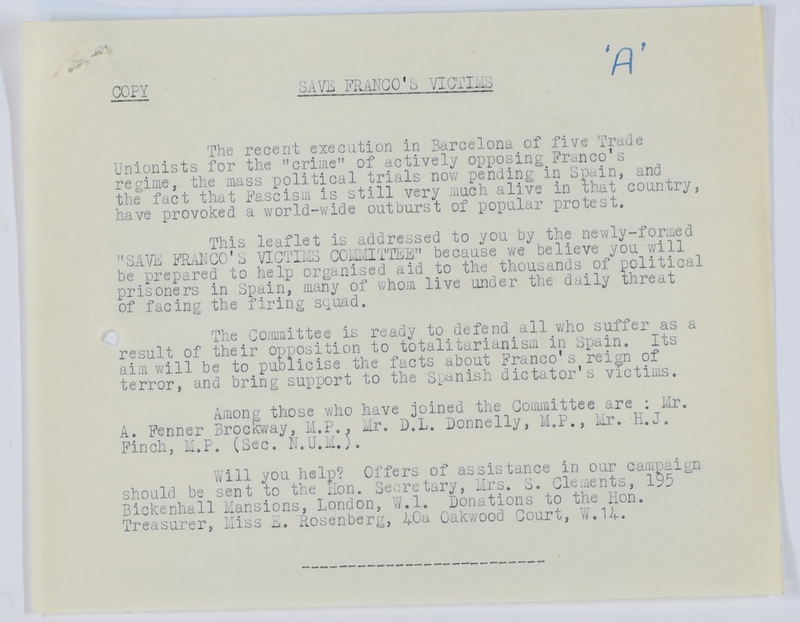 'A'
COPY
SAVE FRANCO'S VICTIMS
The recent execution in Barcelona of five Trade
Unionists for the "crime" of actively opposing Franco's
regime, the mass political trials now pending in Spain, and
the fact that Fascism is still very much alive in that country,
have provoked a world-wide outburst of popular protest.
This leaflet is addressed to you by the newly-formed
"SAVE FRANCO'S VICTIMS COMMITTEE" because we believe you will
be prepared to help organised aid to the thousands of political
prisoners in Spain, many of whom live under the daily threat
of facing the firing squad.
The Committee is ready to defend all who suffer as a
result of their opposition to totalitarianism in Spain. Its
aim will be to publicise the facts about Franco's reign of
terror, and bring support to the Spanish dictator's victims.
Among those who have joined the Committee are : Mr.
A. Fenner Brockway, M.P., Mr. D.L. Donnelly, M.P., Mr. H.J.
Finch, M.P. (Sec. N.U.M.).
Will you help? Offers of assistance in our campaign
should be sent to the Hon. Secretary, Mrs. S. Clements, 195
Bickenhall Mansions, London, W.1. Donations to the Hon.
Treasurer, Miss E. Rosenberg, 40a Oakwood Court, W.14.